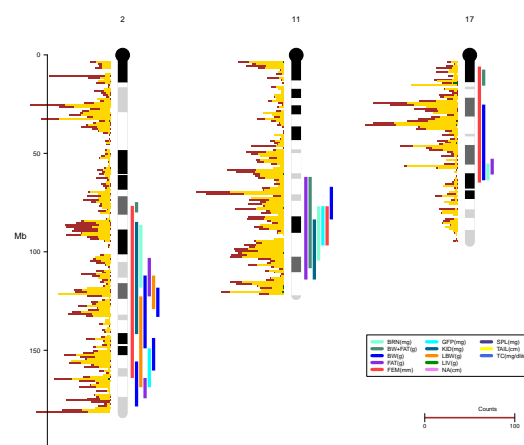 2 11 17
0
50
Mb
100
150
BRN(mg) GFP(mg) SPL(mg)
BW+FAT(g) KID(mg) TAIL(cm)
BW(g) LBW(g) TC(mg/dl)
FAT(g) LIV(g)
FEM(mm) NA(cm)
Counts
0 100